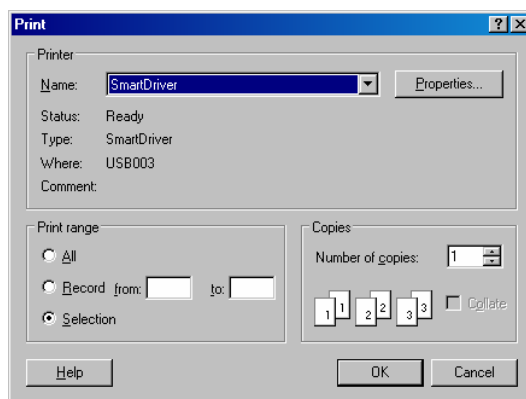 Print
Printer
Name: SmartDriver Properties...
Status: Ready
Type: SmartDriver
Where: USB003
Comment:
Print range
All
Record from: to:
Selection
Copies
Number of copies: 1
1 1 2 2 3 3 Collate
Help OK Cancel